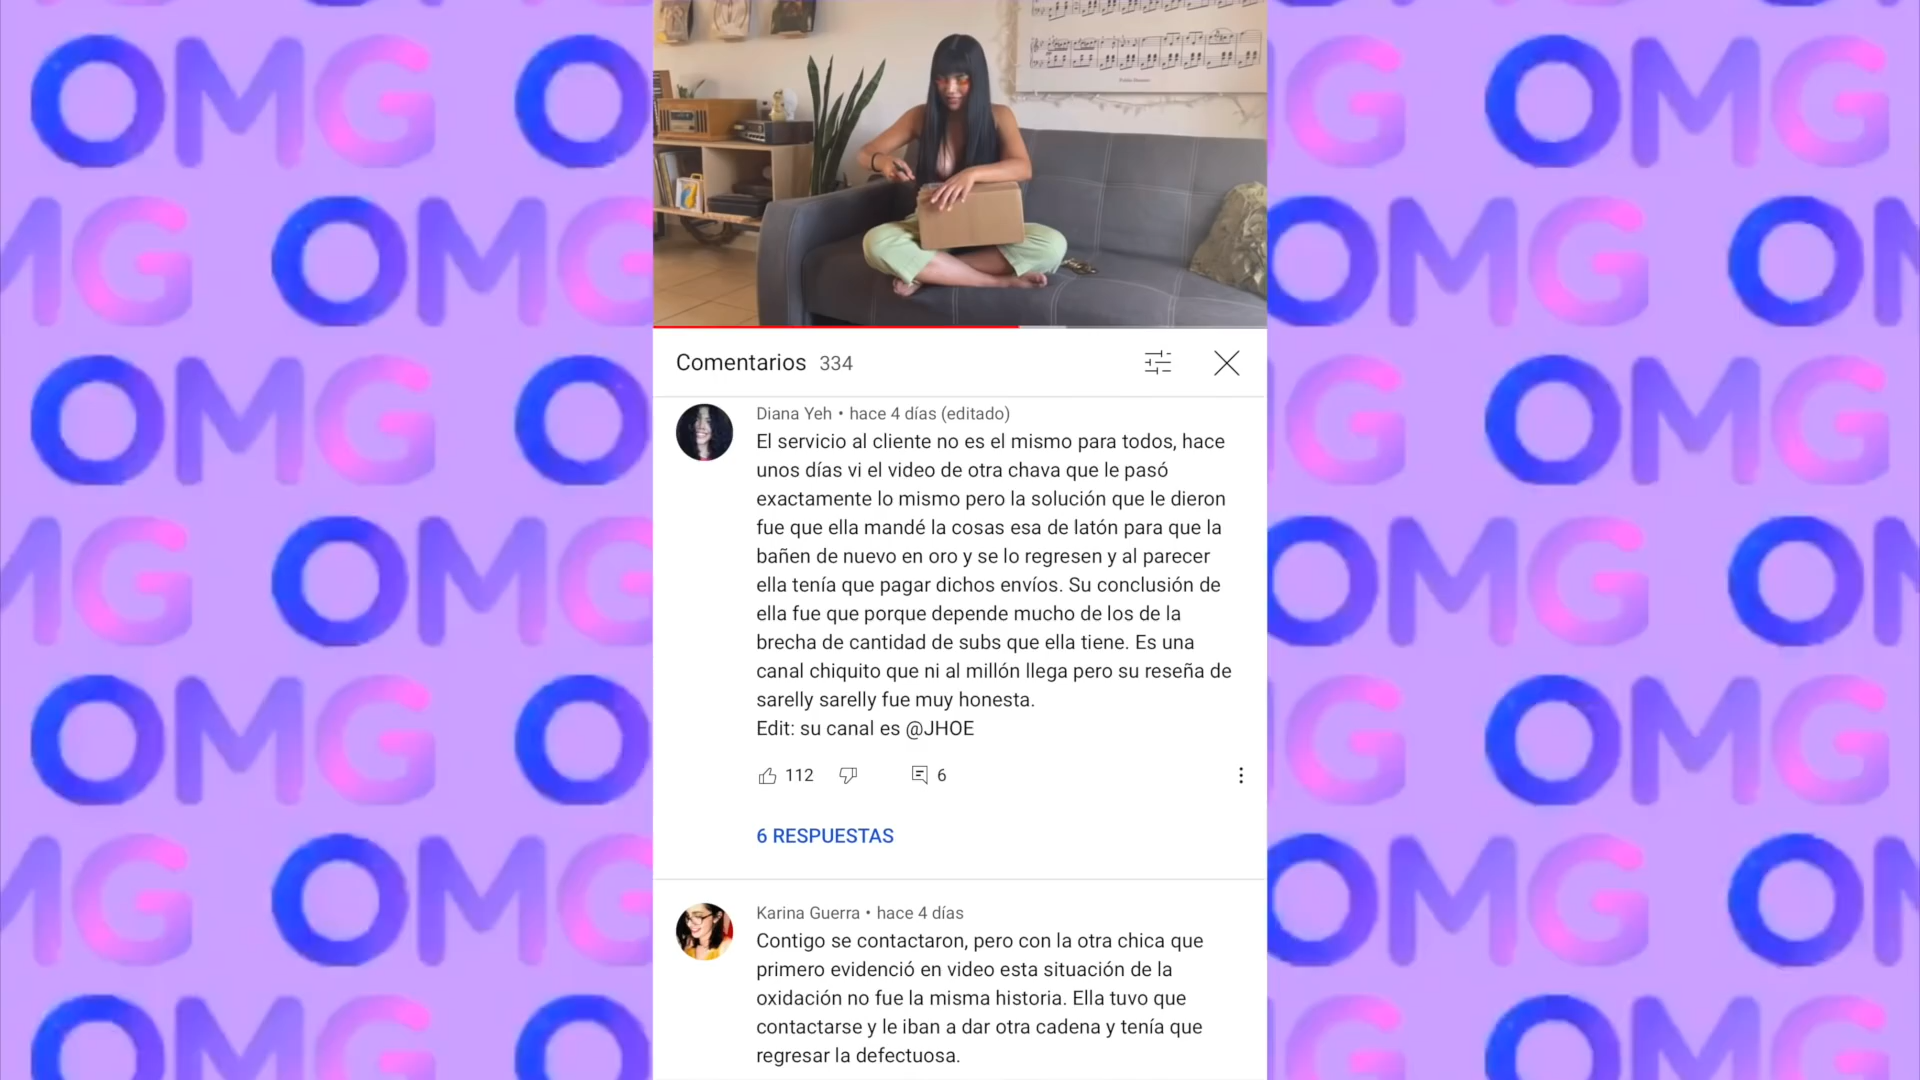 OMG OMG
Comentarios 334
Diana Yeh • hace 4 días (editado)
El servicio al cliente no es el mismo para todos, hace
unos días vi el video de otra chava que le pasó
exactamente lo mismo pero la solución que le dieron
fue que ella mandé la cosas esa de latón para que la
bañen de nuevo en oro y se lo regresen y al parecer
ella tenía que pagar dichos envíos. Su conclusión de
ella fue que porque depende mucho de los de la
brecha de cantidad de subs que ella tiene. Es una
canal chiquito que ni al millón llega pero su reseña de
sarelly sarelly fue muy honesta.
Edit: su canal es @JHOE
112 6
6 RESPUESTAS
Karina Guerra • hace 4 días
Contigo se contactaron, pero con la otra chica que
primero evidenció en video esta situación de la
oxidación no fue la misma historia. Ella tuvo que
contactarse y le iban a dar otra cadena y tenía que
regresar la defectuosa.